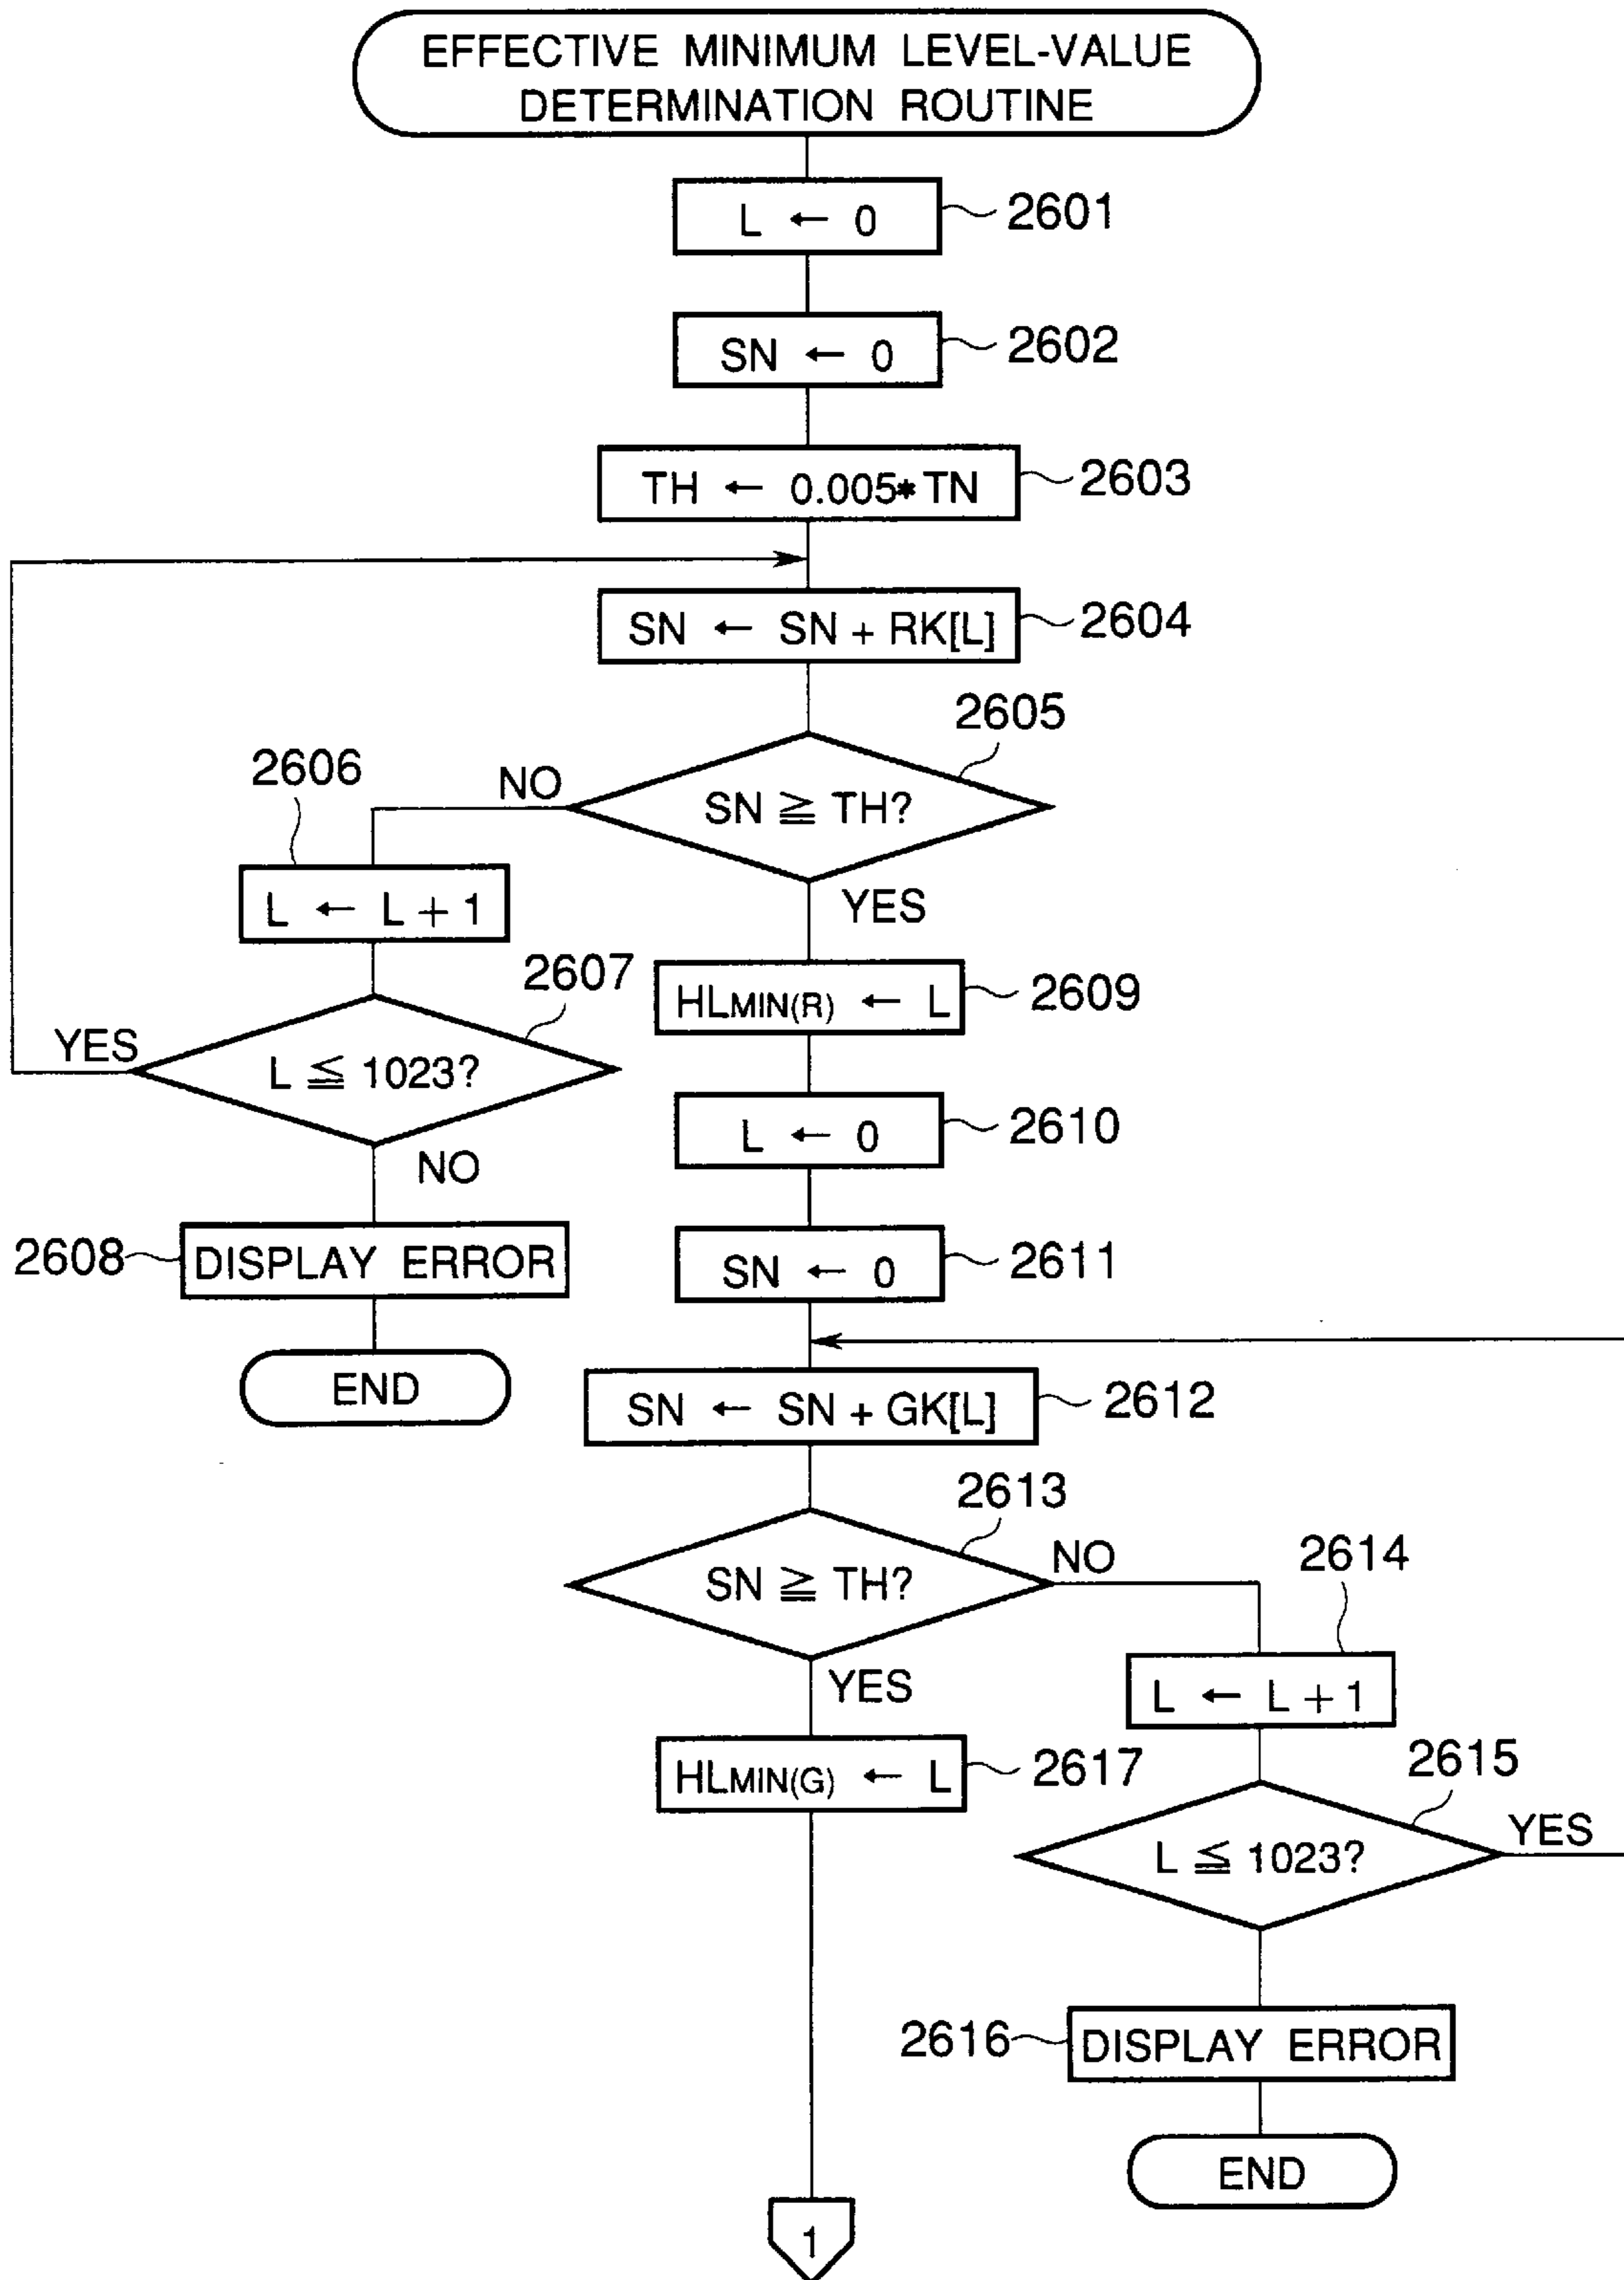 EFFECTIVE MINIMUM LEVEL-VALUE
DETERMINATION ROUTINE
L ← 0
2601
SN ← 0
2602
TH ← 0.005* TN
2603
SN ← SN + RK[L]
2604
2605
SN ≧ TH?
NO
YES
2606
L ← L + 1
2607
L ≦ 1023?
YES
NO
2608
DISPLAY ERROR
END
HLMIN(R) ← L
2609
L ← 0
2610
SN ← 0
2611
SN ← SN + GK[L]
2612
2613
SN ≧ TH?
NO
YES
2614
L ← L + 1
2615
L ≦ 1023?
YES
2616
DISPLAY ERROR
END
HLMIN(G) ← L
2617
1